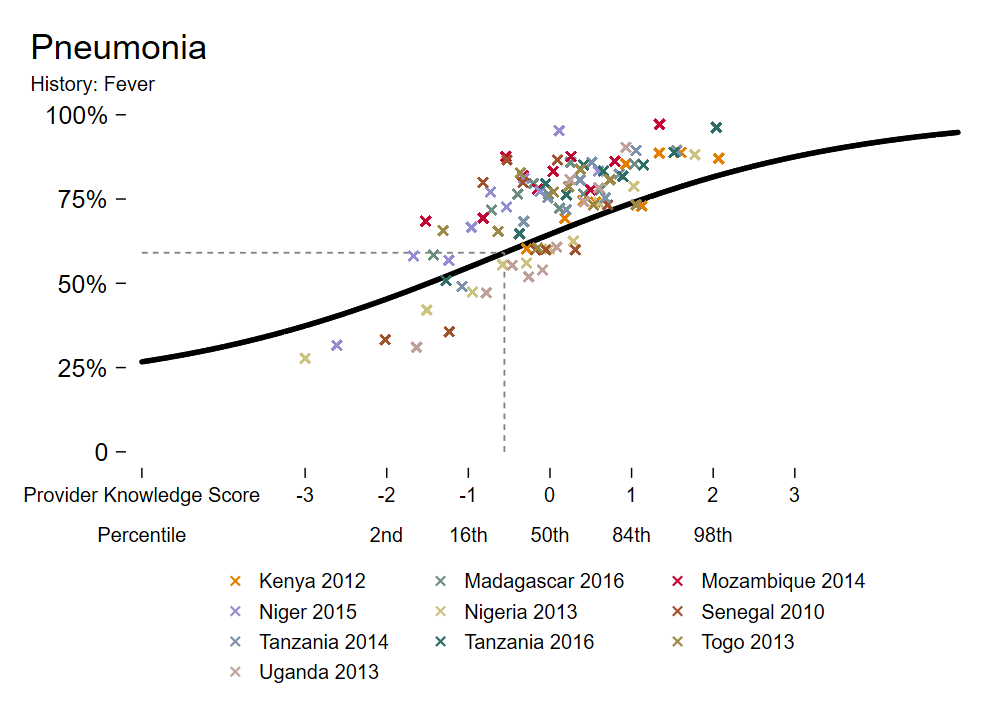 Pneumonia
History: Fever
100%
75%
50%
25%
0
Provider Knowledge Score -3 -2 -1 0 1 2 3
Percentile 2nd 16th 50th 84th 98th
Kenya 2012 Madagascar 2016 Mozambique 2014
Niger 2015 Nigeria 2013 Senegal 2010
Tanzania 2014 Tanzania 2016 Togo 2013
Uganda 2013